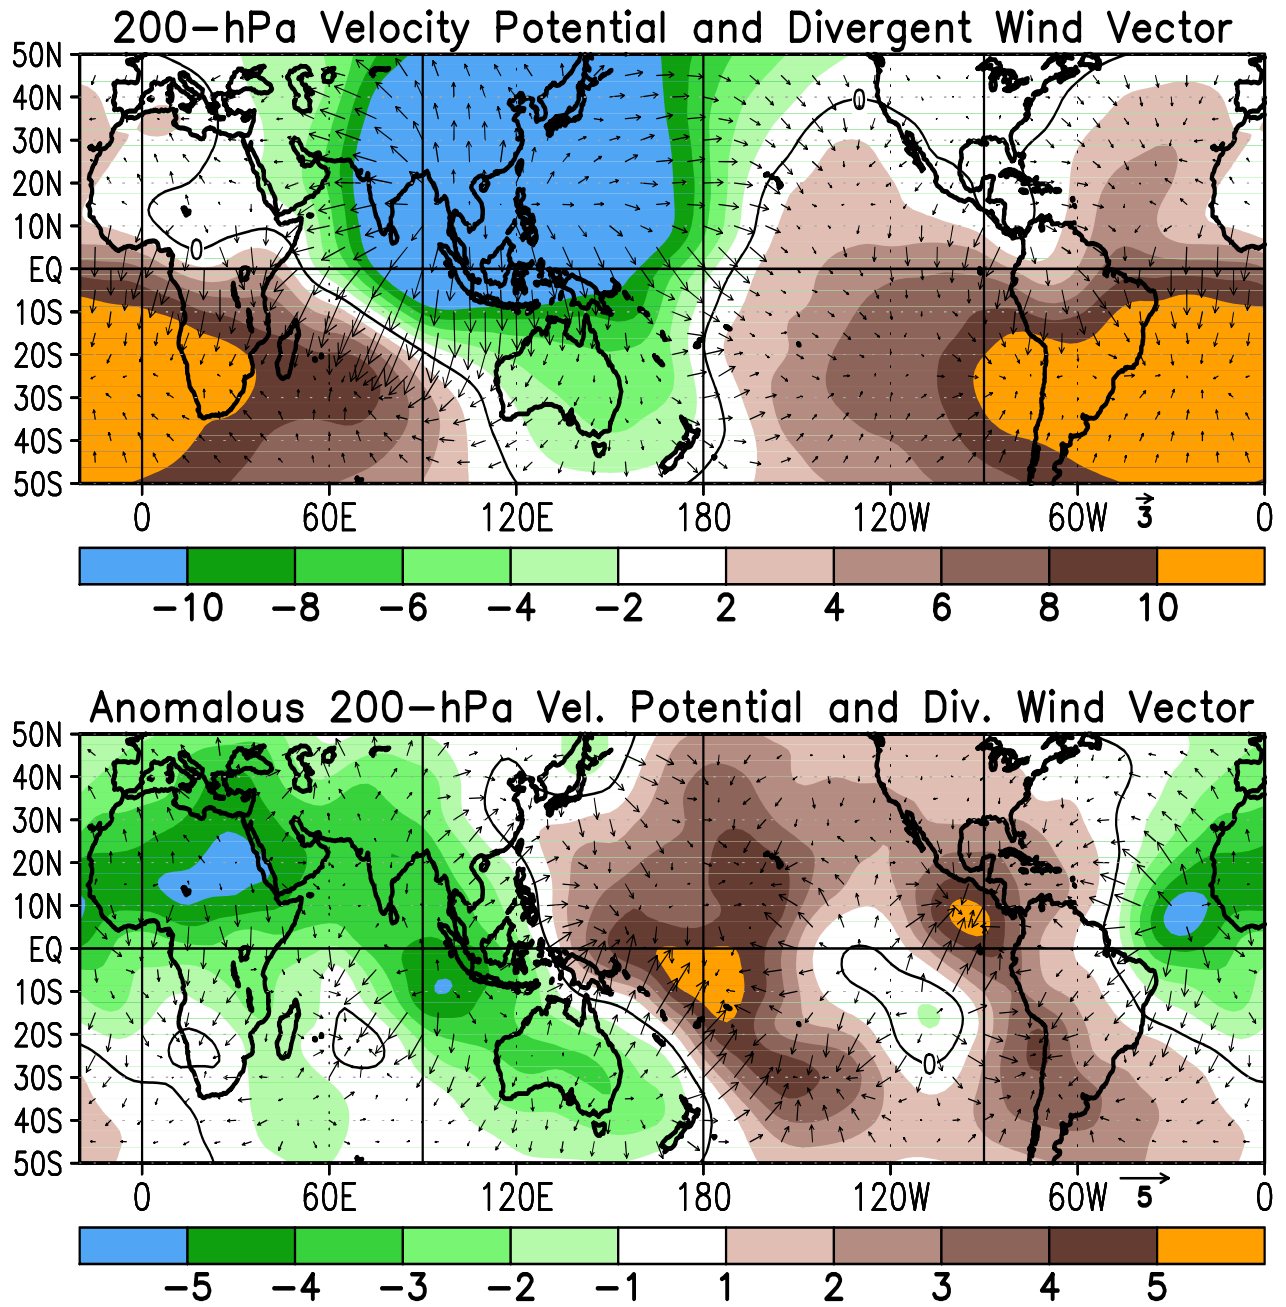 200-hPa Velocity Potential and Divergent Wind Vector
50N
40N
30N
20N
10N
EQ
10S
20S
30S
40S
50S
0
0
0 60E 120E 180 120W 60W 0
3
-10 -8 -6 -4 -2 2 4 6 8 10
Anomalous 200-hPa Vel. Potential and Div. Wind Vector
50N
40N
30N
20N
10N
EQ
10S
20S
30S
40S
50S
0
0 60E 120E 180 120W 60W 0
5
-5 -4 -3 -2 -1 1 2 3 4 5